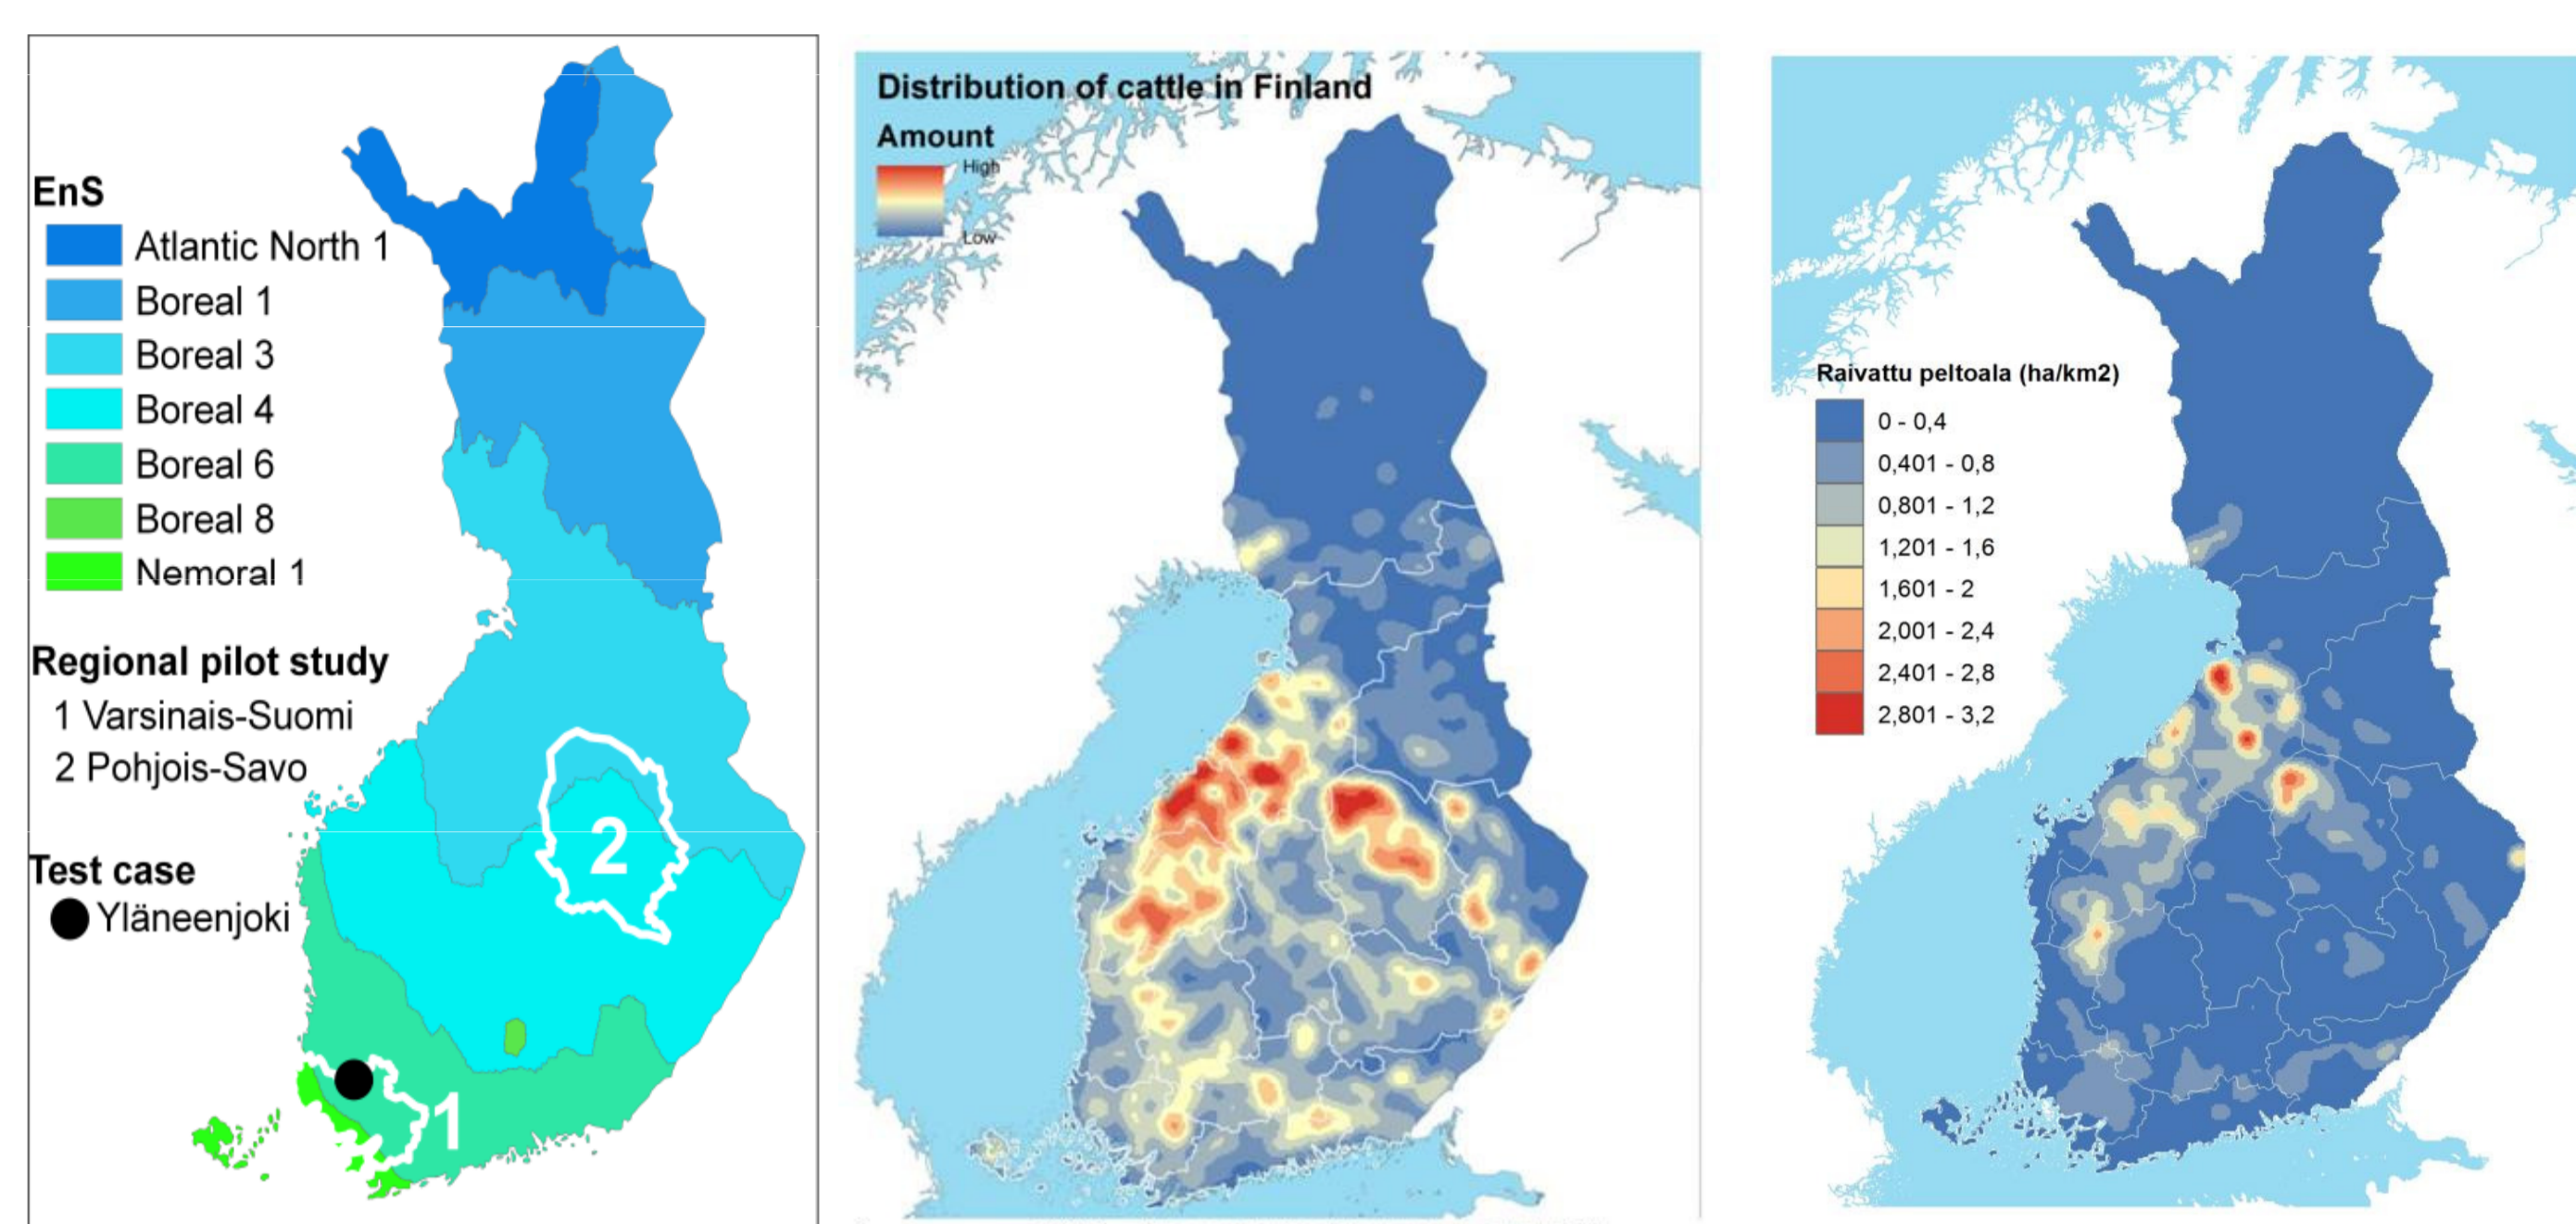 EnS
Atlantic North 1
Boreal 1
Boreal 3
Boreal 4
Boreal 6
Boreal 8
Nemoral 1
Regional pilot study
1 Varsinais-Suomi
2 Pohjois-Savo
Test case
Yläneenjoki
2
1
Distribution of cattle in Finland
Amount
High
Low
Raivattu peltoala (ha/km2)
0 - 0,4
0,401 - 0,8
0,801 - 1,2
1,201 - 1,6
1,601 - 2
2,001 - 2,4
2,401 - 2,8
2,801 - 3,2